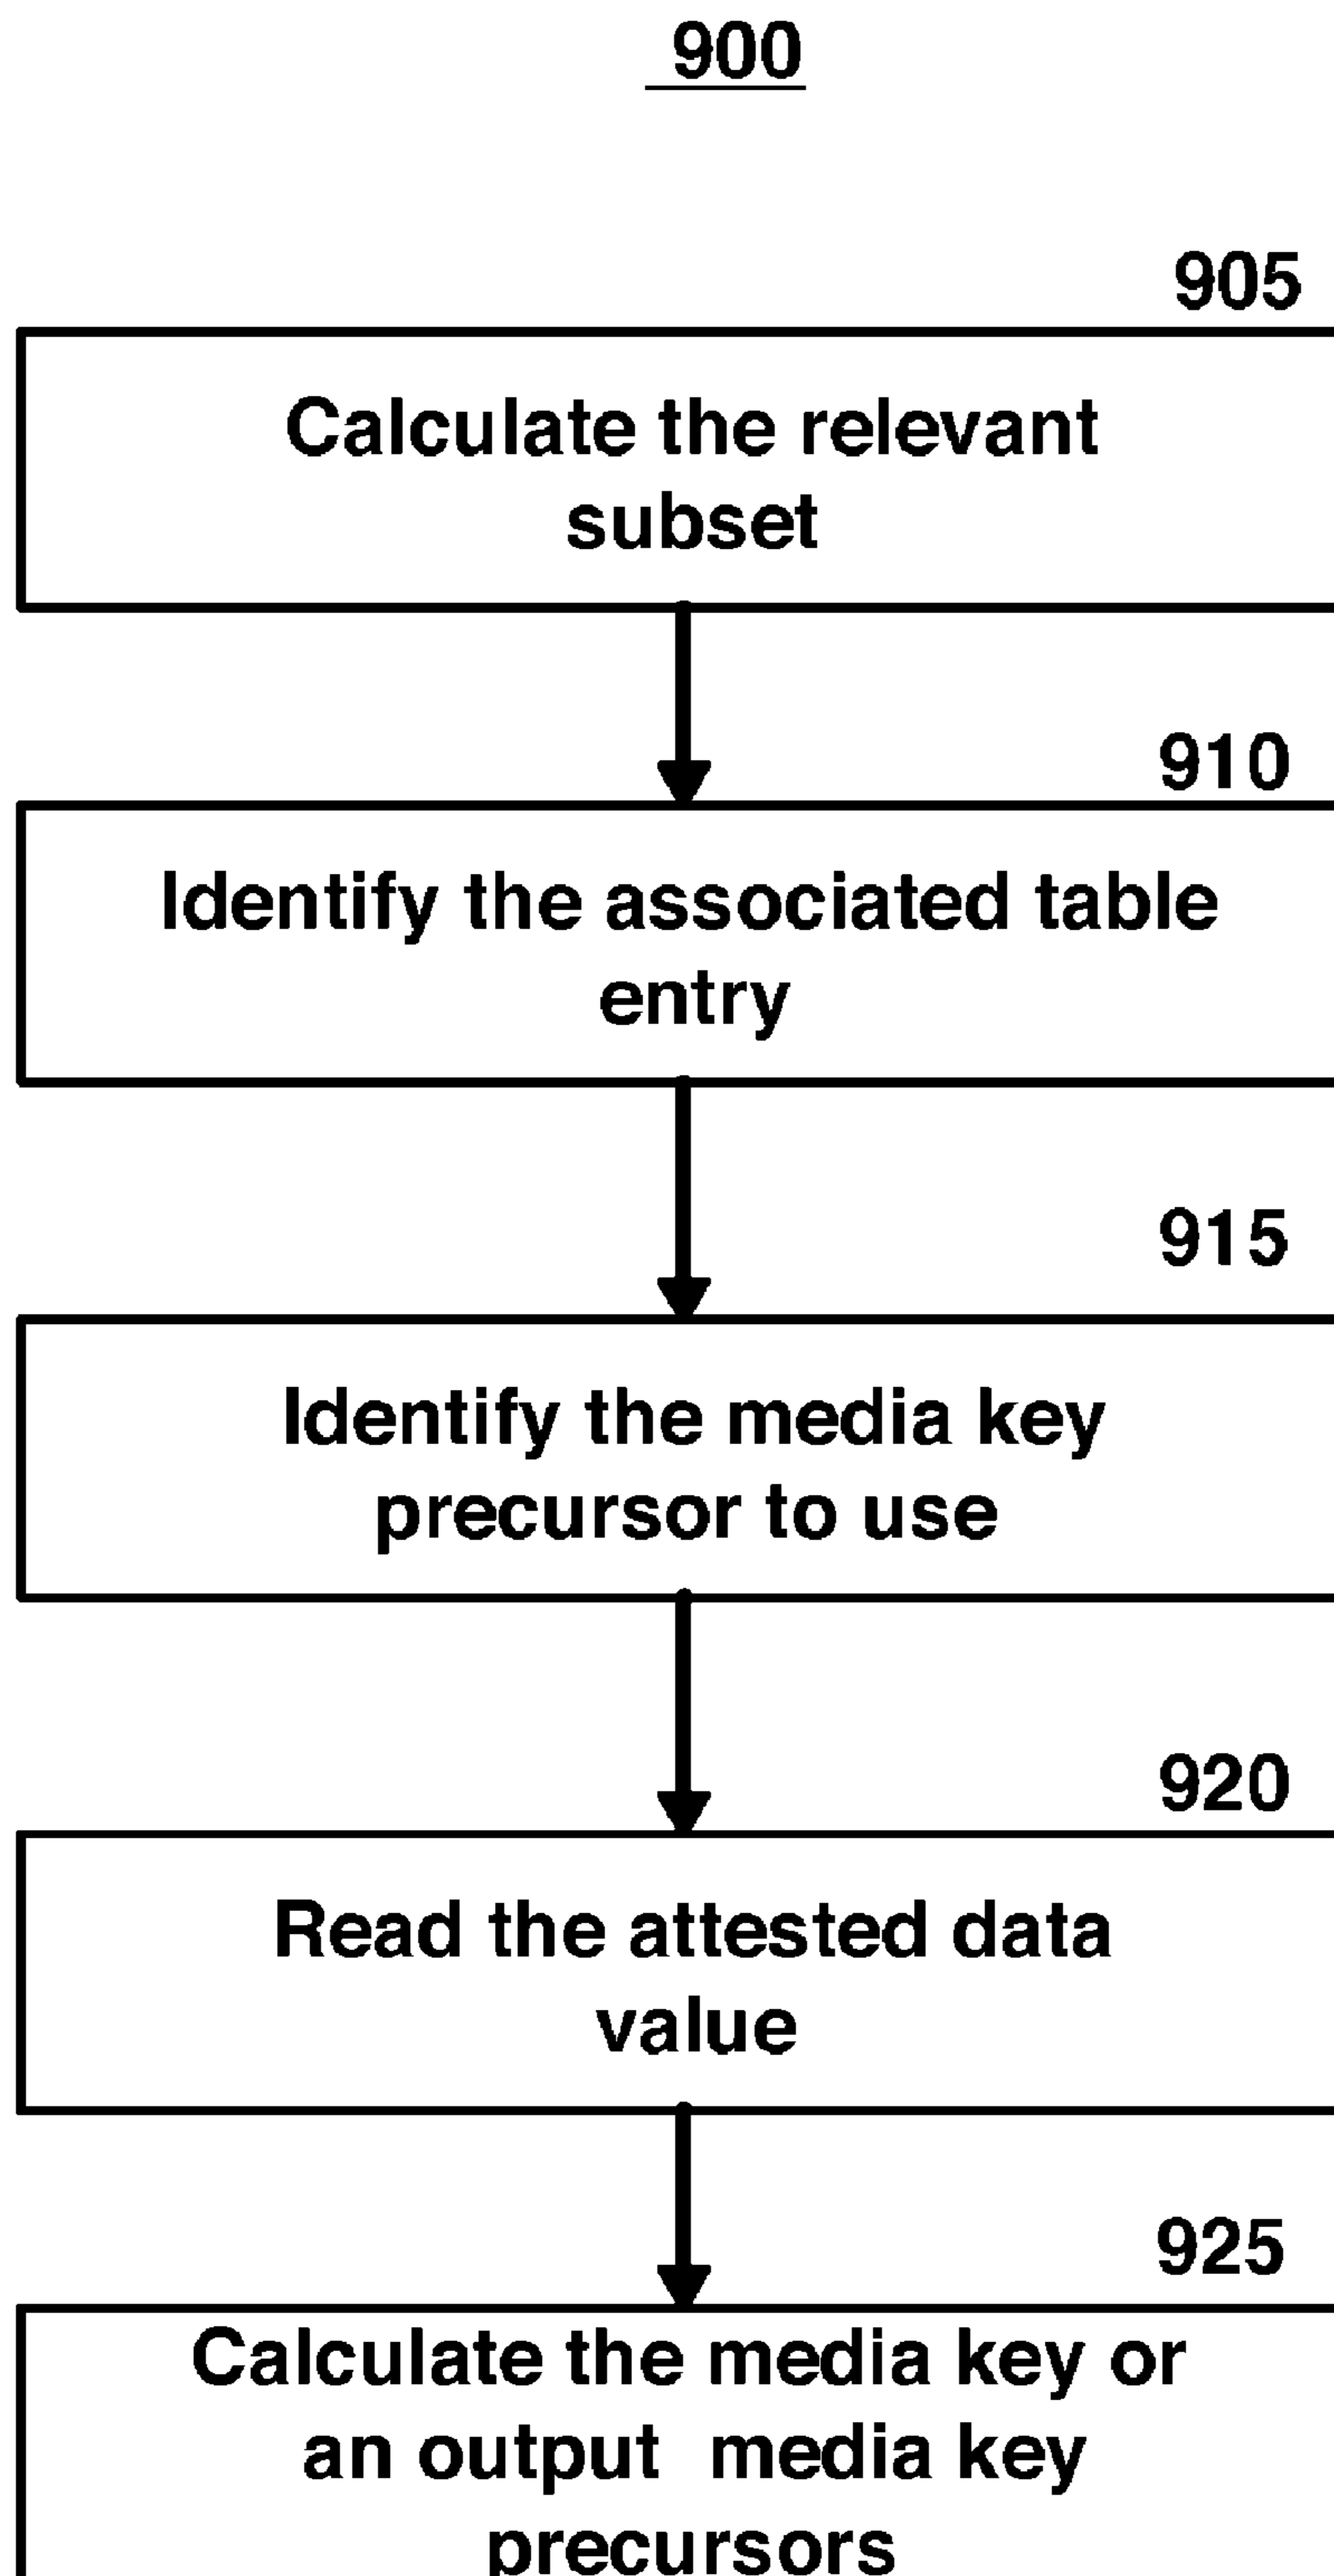 900
905
Calculate the relevant
subset
910
Identify the associated table
entry
915
Identify the media key
precursor to use
920
Read the attested data
value
925
Calculate the media key or
an output media key
precursors